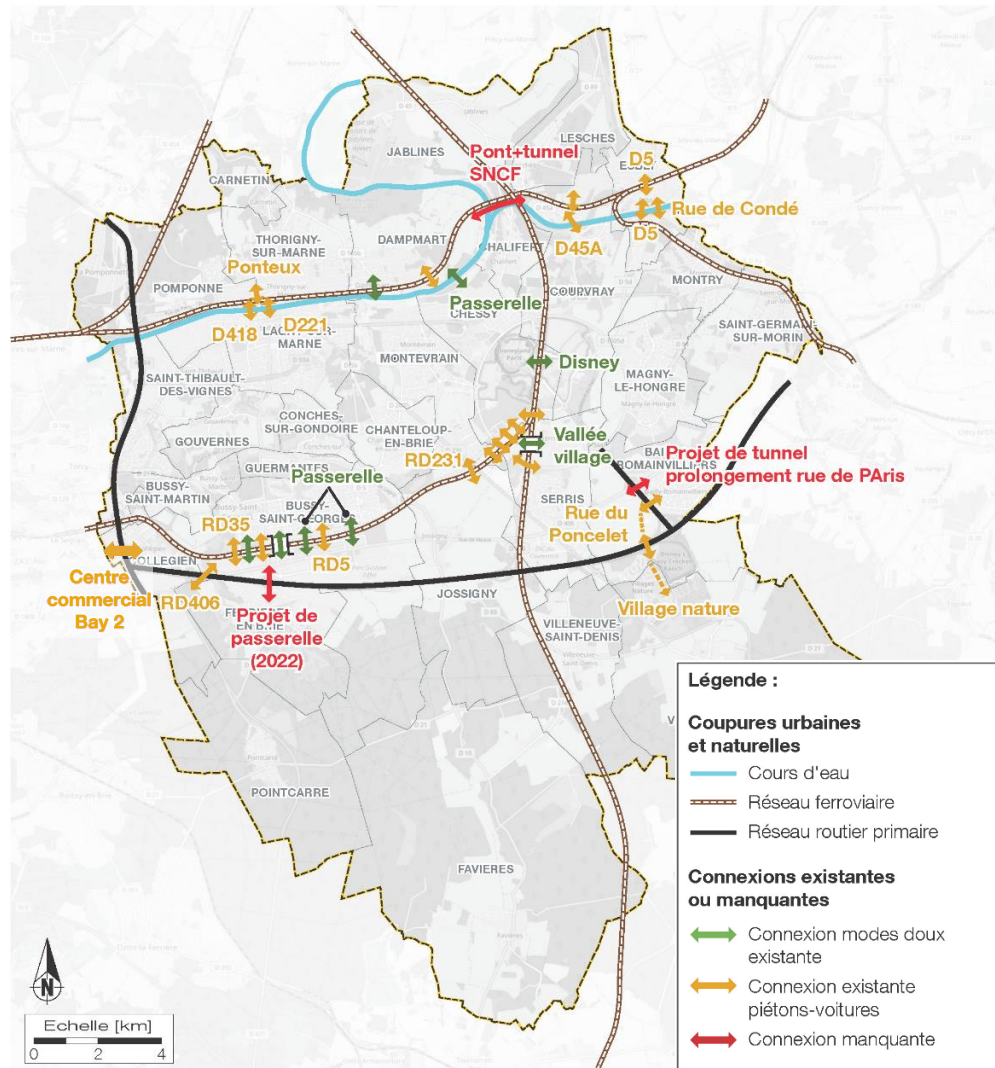 JABLINES
LESCHES
Pont+tunnel
SNCF
D5
CARNETIN
Rue de Condé
D5
D45A
THORIGNY-
SUR-MARNE
DAMPMART
CHALIFERT
Ponteux
POMPONNE
MONTRY
COUPVRAY
Passerelle
CHESSY
D418
D221
LAGNY-SUR-
MARNE
SAINT-GERMAIN-
SUR-MORIN
MONTEVRAIN
Disney
SAINT-THIBAULT
DES-VIGNES
MAGNY-
LE-HONGRE
CONCHES-
SUR-GONDOIRE
CHANTELOUP-
EN-BRIE
GOUVERNES
Vallée
village
GUERMANTES
RD231
Projet de tunnel
prolongement rue de PAris
ROMAINVILLIERS
Passerelle
BUSSY-
SAINT-MARTIN
BUSSY-
SAINT-GEORGES
SERRIS
Rue du
Poncelet
RD35
RD5
COLLEGIEN
Centre
commercial
Bay 2
RD406
JOSSIGNY
Village nature
Projet de
passerelle
(2022)
EN-BRIE
VILLENEUVE-
SAINT-DENIS
PONTCARRE
FAVIERES
N
Echelle [km]
0 2 4
Légende :
Coupures urbaines
et naturelles
Cours d'eau
Réseau ferroviaire
Réseau routier primaire
Connexions existantes
ou manquantes
Connexion modes doux
existante
Connexion existante
piétons-voitures
Connexion manquante